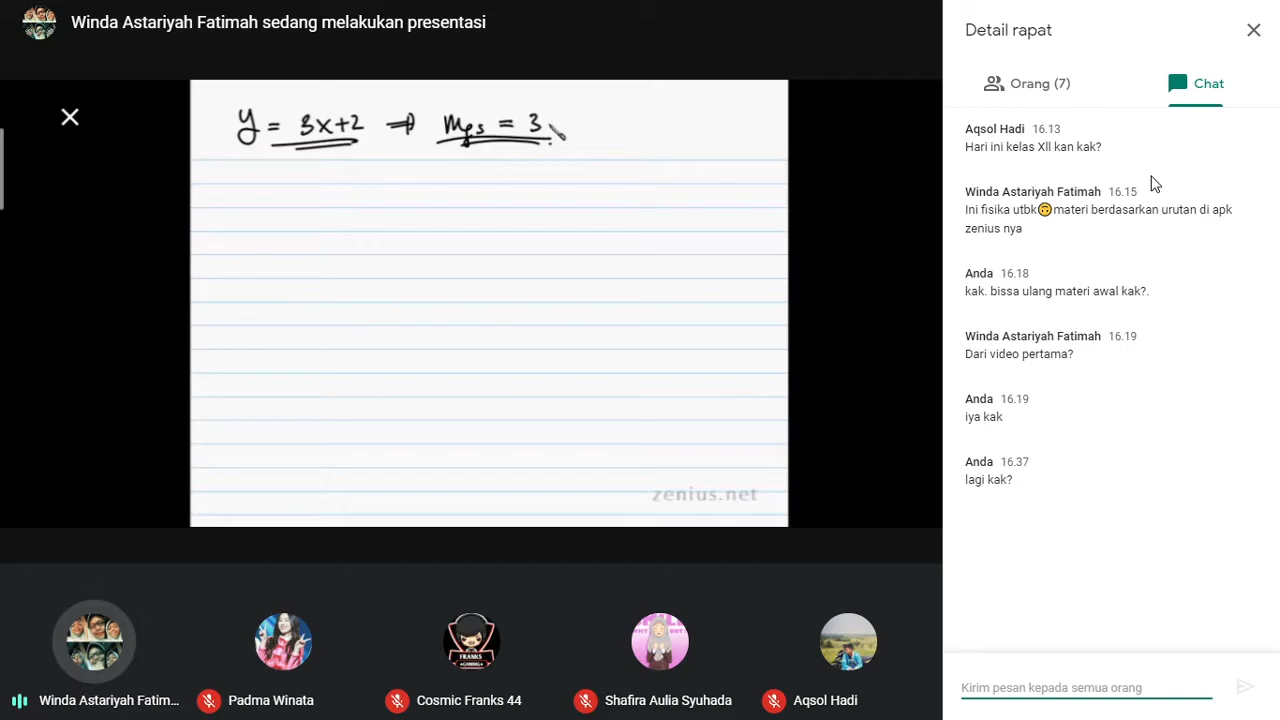 Winda Astariyah Fatimah sedang melakukan presentasi
y = 3x+2 ⇒ mgs = 3
zenius.net
Winda Astariyah Fatim...
Padma Winata
Cosmic Franks 44
Shafira Aulia Syuhada
Aqsol Hadi
FRANKS
GAMING
Detail rapat
Orang (7)
Chat
Aqsol Hadi 16.13
Hari ini kelas Xll kan kak?
Winda Astariyah Fatimah 16.15
Ini fisika utbk🙃materi berdasarkan urutan di apk
zenius nya
Anda 16.18
kak. bissa ulang materi awal kak?.
Winda Astariyah Fatimah 16.19
Dari video pertama?
Anda 16.19
iya kak
Anda 16.37
lagi kak?
Kirim pesan kepada semua orang